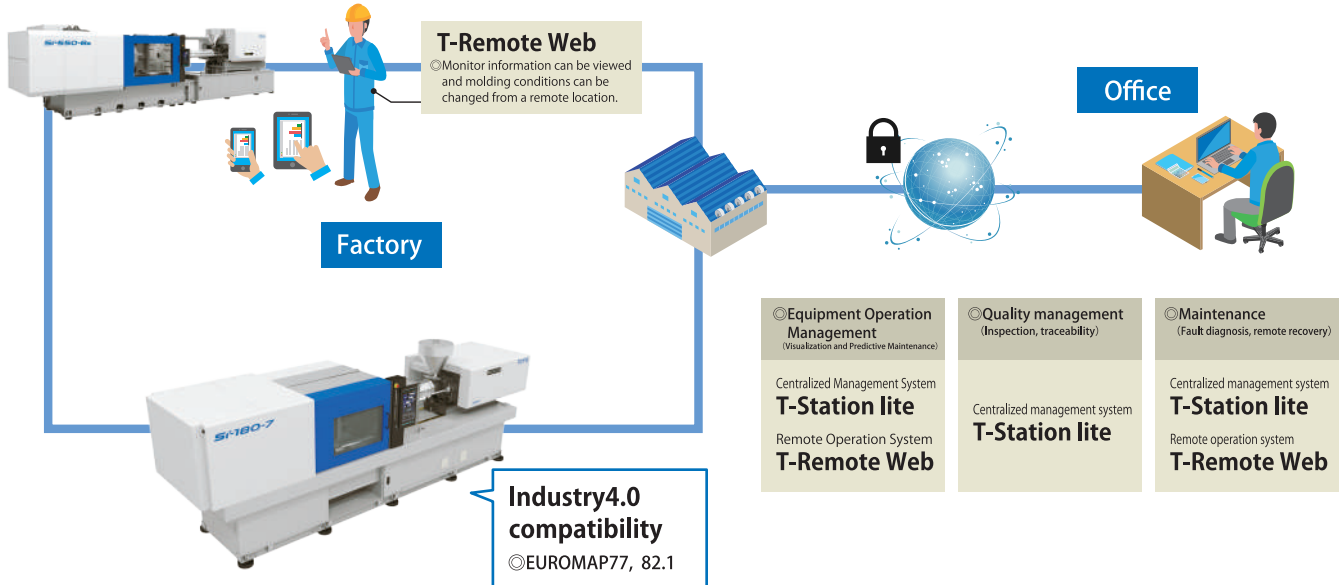 Si-550-6s
T-Remote Web
◎Monitor information can be viewed
and molding conditions can be
changed from a remote location.
Office
Factory
Si-180-7
Industry4.0
compatibility
◎EUROMAP77, 82.1
◎Equipment Operation
Management
(Visualization and Predictive Maintenance)
Centralized Management System
T-Station lite
Remote Operation System
T-Remote Web
◎Quality management
(Inspection, traceability)
Centralized management system
T-Station lite
◎Maintenance
(Fault diagnosis, remote recovery)
Centralized management system
T-Station lite
Remote operation system
T-Remote Web